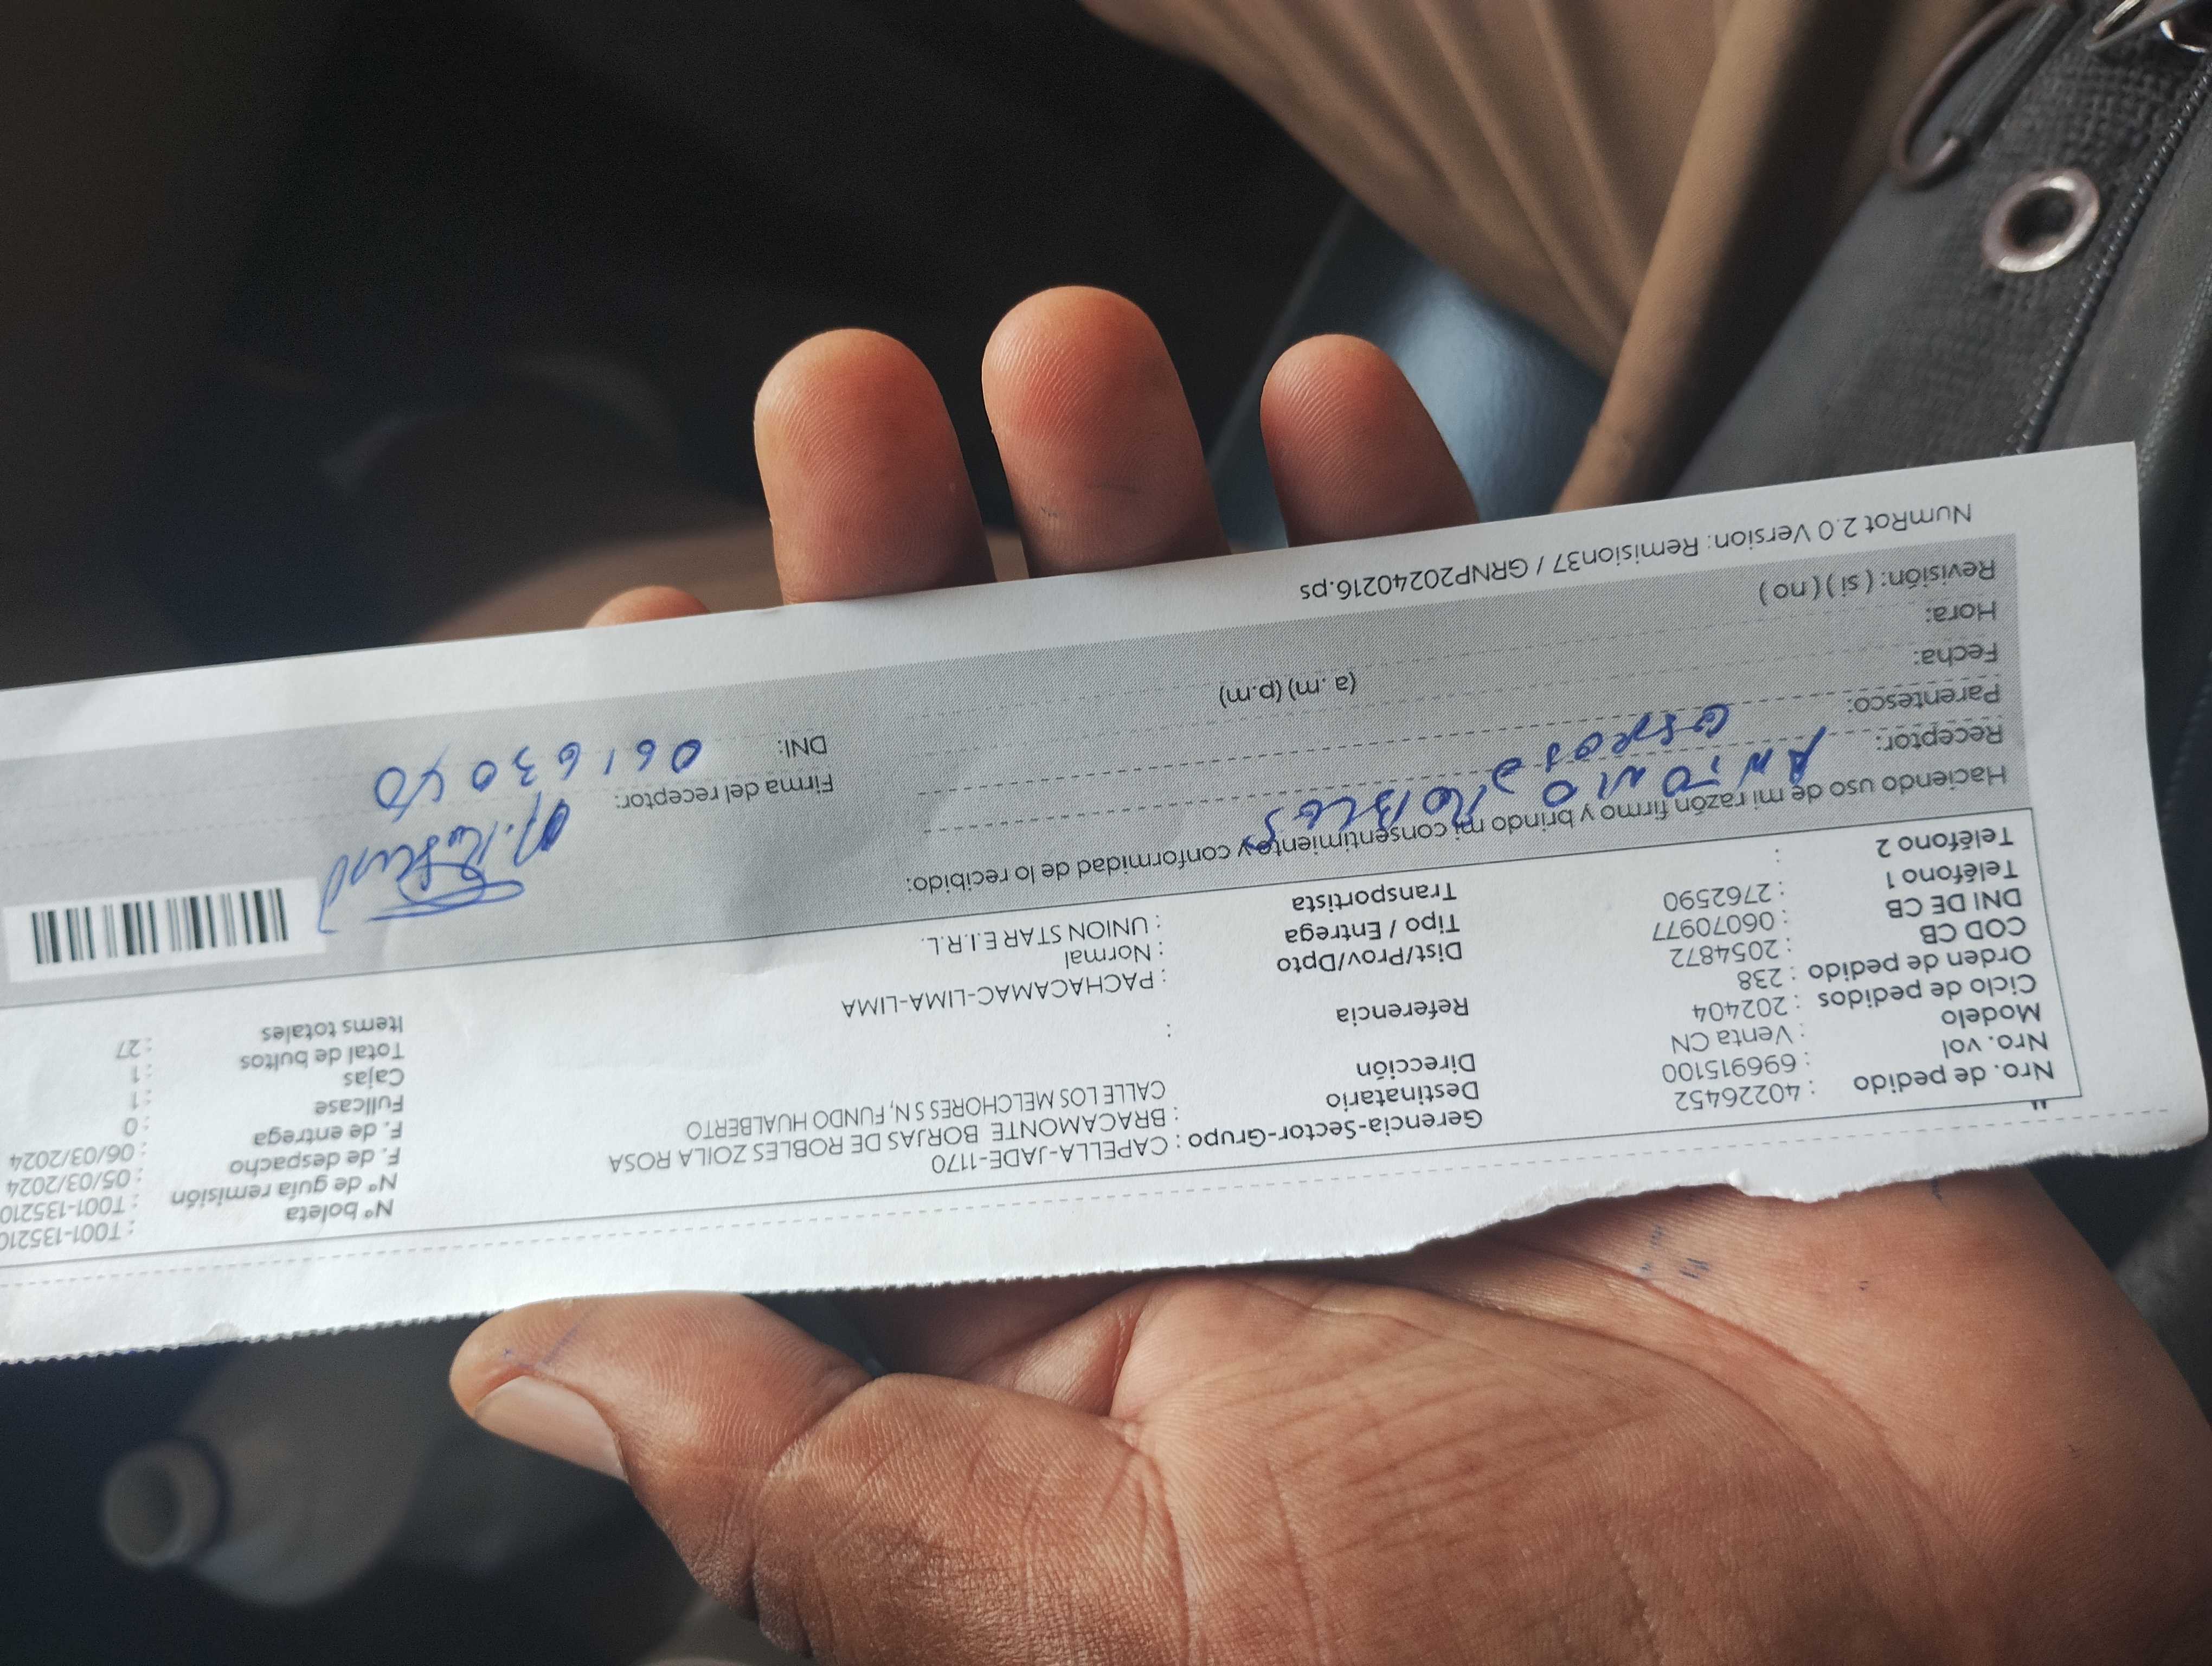 Nro. de pedido : 40226452
Nro. vol : 696915100
Modelo : Venta CN
Ciclo de pedidos : 202404
Orden de pedido : 238
COD CB : 2054872
DNI DE CB : 06070977
Teléfono 1 : 2762590
Teléfono 2 :
Gerencia-Sector-Grupo : CAPELLA-JADE-1170
Destinatario : BRACAMONTE BORJAS DE ROBLES ZOILA ROSA
Dirección CALLE LOS MELCHORES S N, FUNDO HUALBERTO
Referencia :
Dist/Prov/Dpto : PACHACAMAC-LIMA-LIMA
Tipo / Entrega : Normal
Transportista : UNION STAR E.I.R.L.
N° boleta : T001-135210
N° de guía remisión : T001-135210
F. de despacho : 05/03/2024
F. de entrega : 06/03/2024
Fullcase : 0
Cajas : 1
Total de bultos : 1
Items totales : 27
Haciendo uso de mi razón firmo y brindo mi consentimiento y conformidad de lo recibido:
Receptor: ANTONIO ROBLES
Parentesco: esposo
Fecha:
Hora: (a. m) (p.m)
Revisión: ( si ) ( no )
Firma del receptor:
DNI: 06163040
NumRot 2.0 Version: Remision37 / GRNP20240216.ps